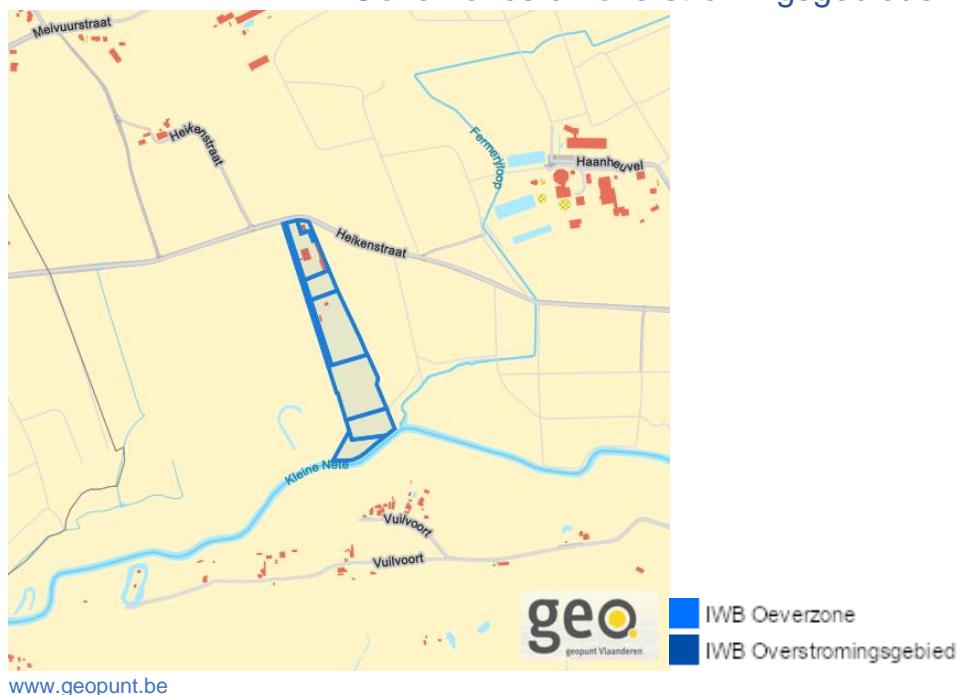 Melvuurstraat
Heikenstraat
Fermerijloop
Haanheuvel
Heikenstraat
Kleine Nete
Vuilvoort
Vuilvoort
geo
geopunt Vlaanderen
IWB Oeverzone
IWB Overstromingsgebied
www.geopunt.be